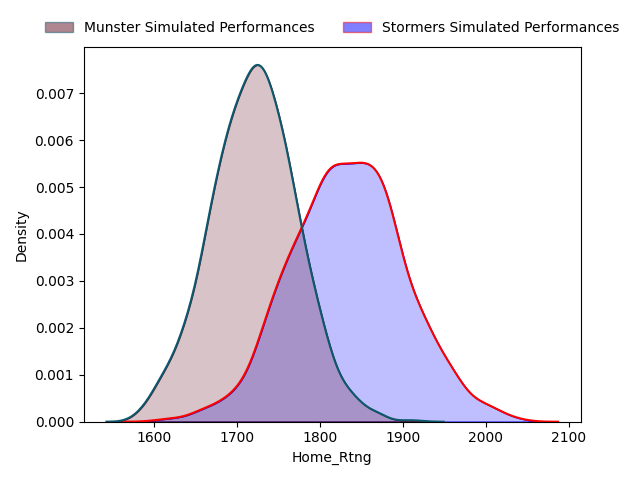 Munster Simulated Performances
Stormers Simulated Performances
0.007
0.006
0.005
0.004
0.003
0.002
0.001
0.000
Density
1600 1700 1800 1900 2000 2100
Home_Rtng